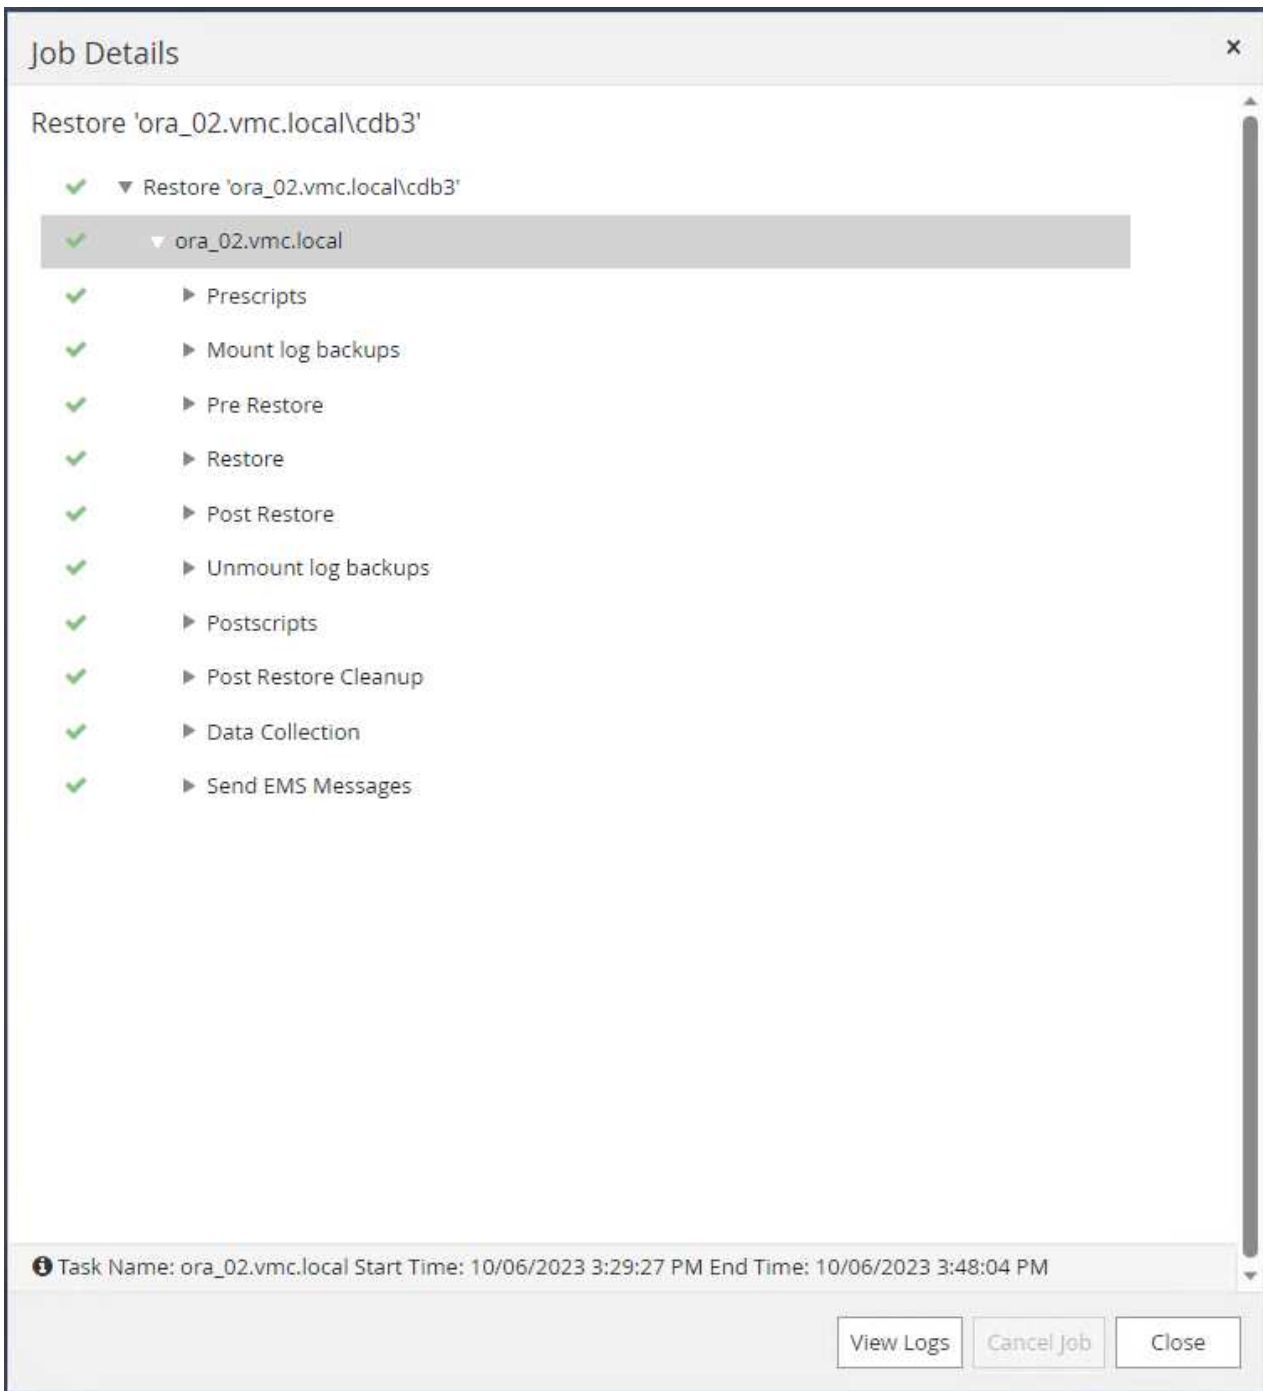 Job Details
Restore 'ora_02.vmc.local\cdb3'
Restore 'ora_02.vmc.local\cdb3'
ora_02.vmc.local
Prescripts
Mount log backups
Pre Restore
Restore
Post Restore
Unmount log backups
Postscripts
Post Restore Cleanup
Data Collection
Send EMS Messages
Task Name: ora_02.vmc.local Start Time: 10/06/2023 3:29:27 PM End Time: 10/06/2023 3:48:04 PM
View Logs Cancel Job Close